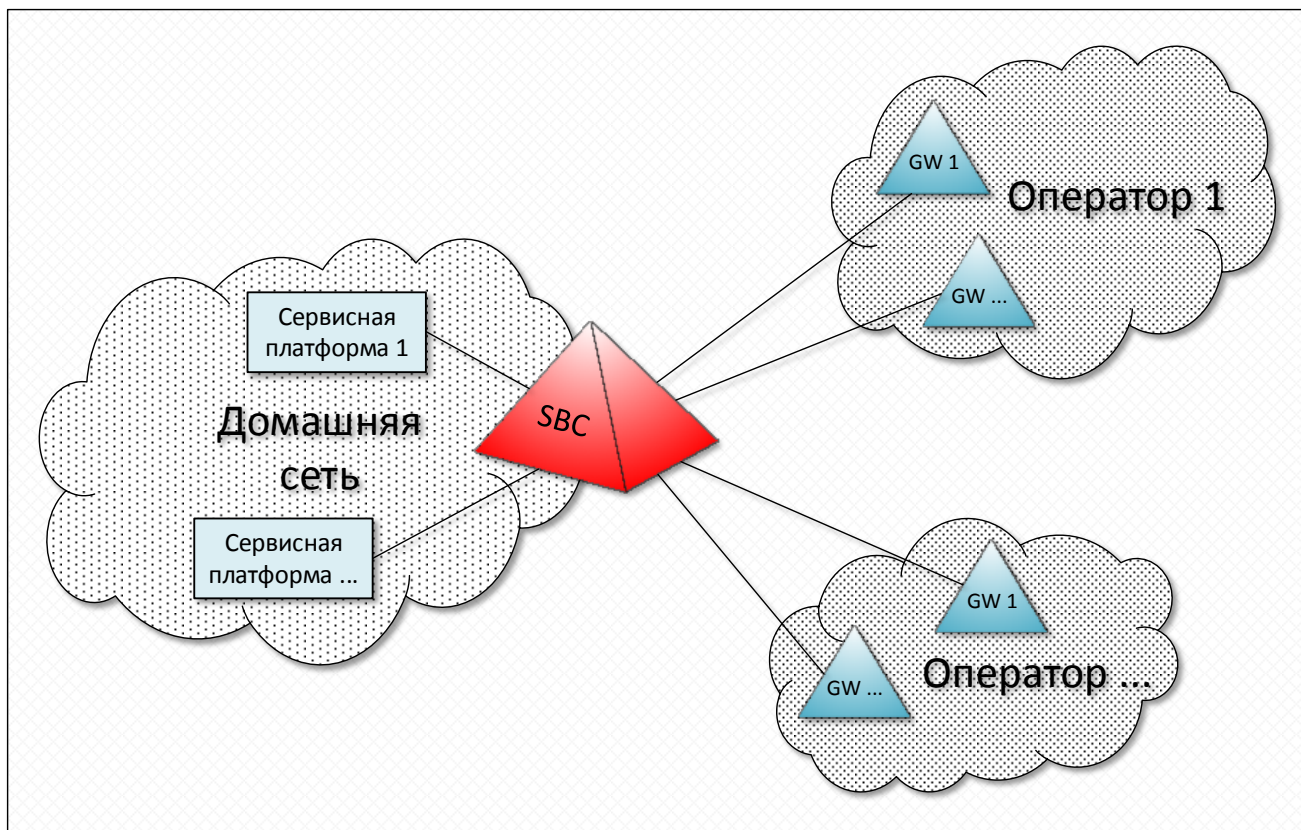 GW 1
Оператор 1
GW ...
Сервисная
платформа 1
SBC
Домашняя
сеть
Сервисная
платформа ...
GW 1
Оператор ...
GW ...